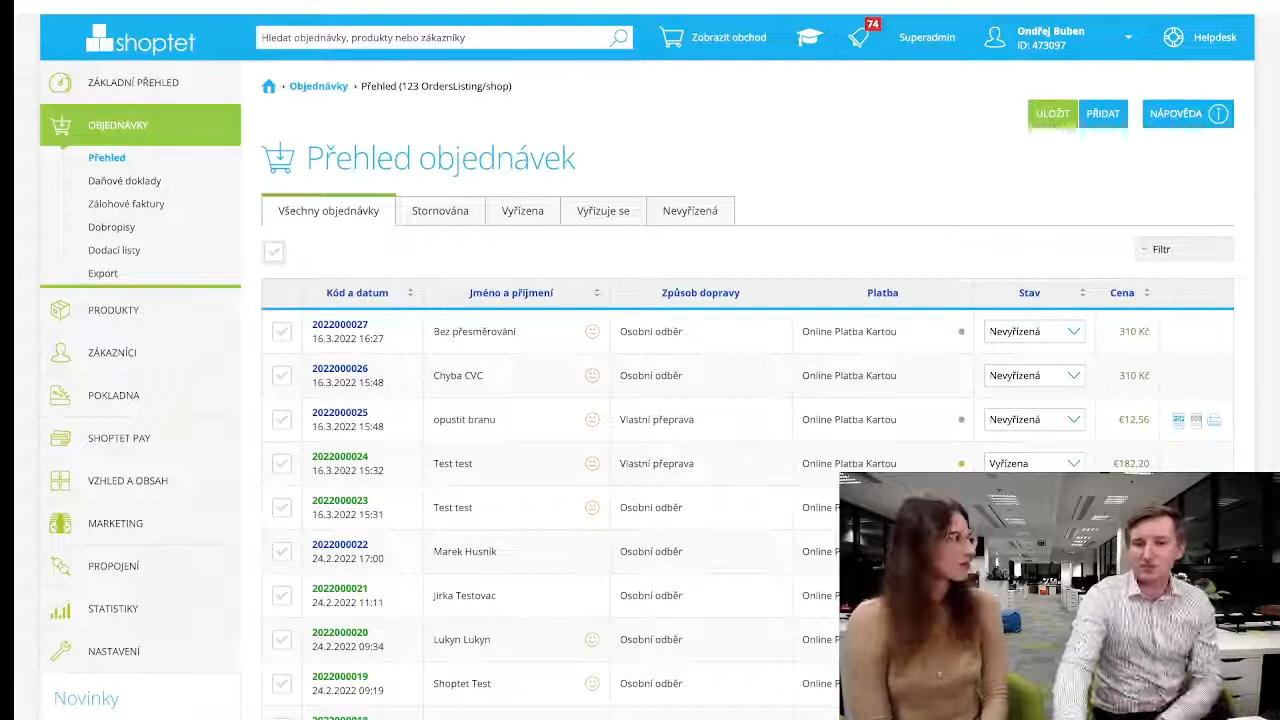 shoptet
Hledat objednávky, produkty nebo zákazníky
Zobrazit obchod
74
Superadmin
Ondřej Buben
ID: 473097
Helpdesk
ZÁKLADNÍ PŘEHLED
OBJEDNÁVKY
Přehled
Daňové doklady
Zálohové faktury
Dobropisy
Dodací listy
Export
PRODUKTY
ZÁKAZNÍCI
POKLADNA
SHOPTET PAY
VZHLED A OBSAH
MARKETING
PROPOJENÍ
STATISTIKY
NASTAVENÍ
Novinky
Objednávky › Přehled (123 OrdersListing/shop)
ULOŽIT PŘIDAT NÁPOVĚDA
Přehled objednávek
Všechny objednávky Stornována Vyřízena Vyřizuje se Nevyřízená
Filtr
Kód a datum Jméno a příjmení Způsob dopravy Platba Stav Cena
2022000027
16.3.2022 16:27 Bez přesměrování Osobní odběr Online Platba Kartou Nevyřízená 310 Kč
2022000026
16.3.2022 15:48 Chyba CVC Osobní odběr Online Platba Kartou Nevyřízená 310 Kč
2022000025
16.3.2022 15:48 opustit branu Vlastní přeprava Online Platba Kartou Nevyřízená €12,56
2022000024
16.3.2022 15:32 Test test Vlastní přeprava Online Platba Kartou Vyřízena €182,20
2022000023
16.3.2022 15:31 Test test Osobní odběr Online P
2022000022
24.2.2022 17:00 Marek Husník Osobní odběr Online P
2022000021
24.2.2022 11:11 Jirka Testovac Osobní odběr Online P
2022000020
24.2.2022 09:34 Lukyn Lukyn Osobní odběr Online P
2022000019
24.2.2022 09:19 Shoptet Test Osobní odběr Online P